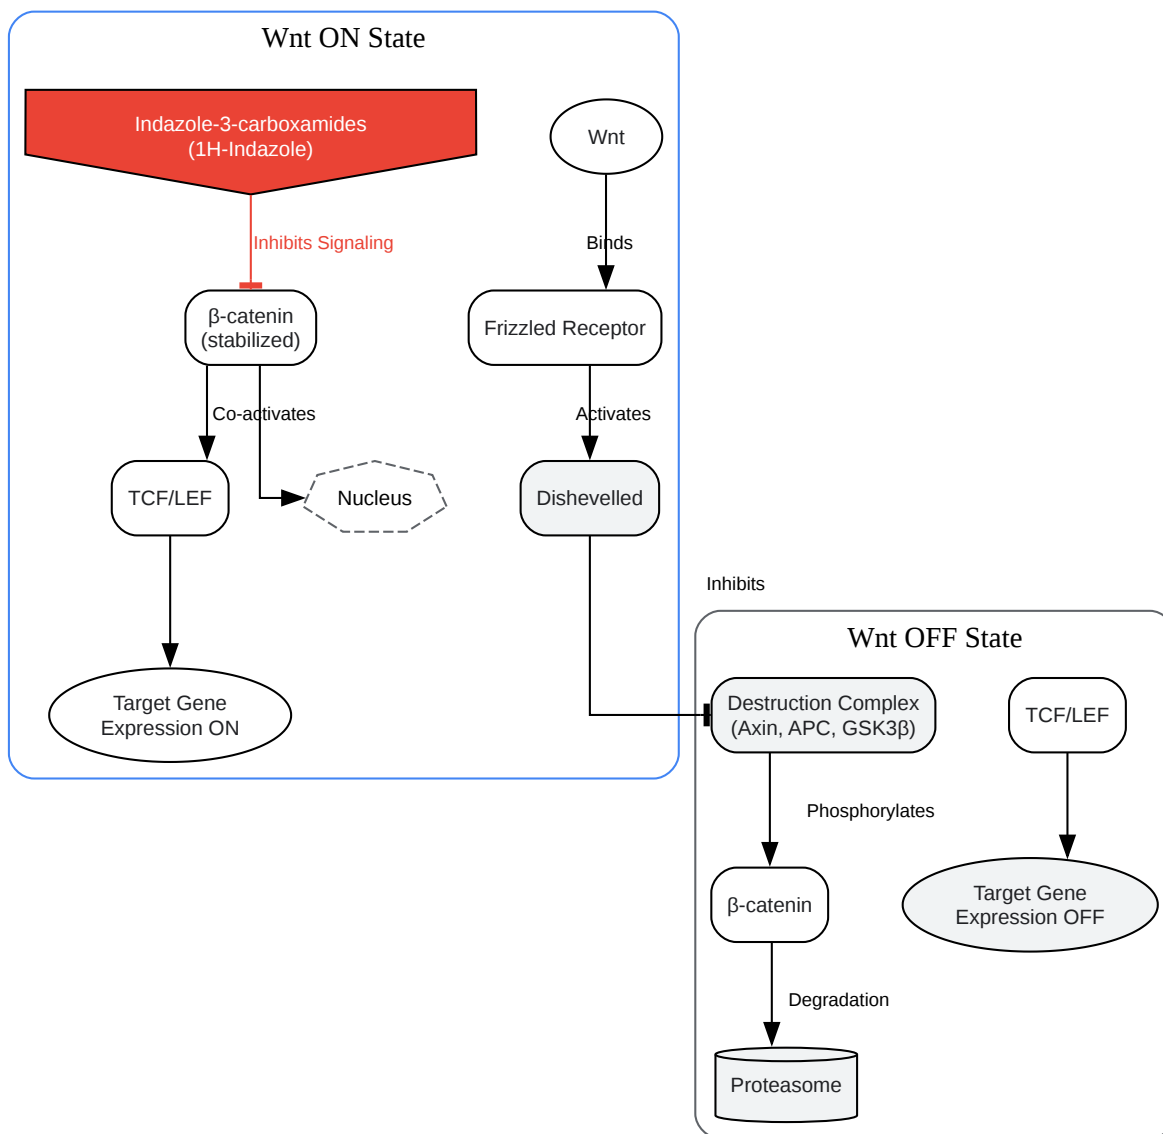 Wnt ON State
Indazole-3-carboxamides
(1H-Indazole)
Wnt
Inhibits Signaling
Binds
β-catenin
(stabilized)
Frizzled Receptor
Co-activates
Activates
TCF/LEF
Nucleus
Dishevelled
Target Gene
Expression ON
Inhibits
Wnt OFF State
Destruction Complex
(Axin, APC, GSK3β)
TCF/LEF
Phosphorylates
β-catenin
Target Gene
Expression OFF
Degradation
Proteasome